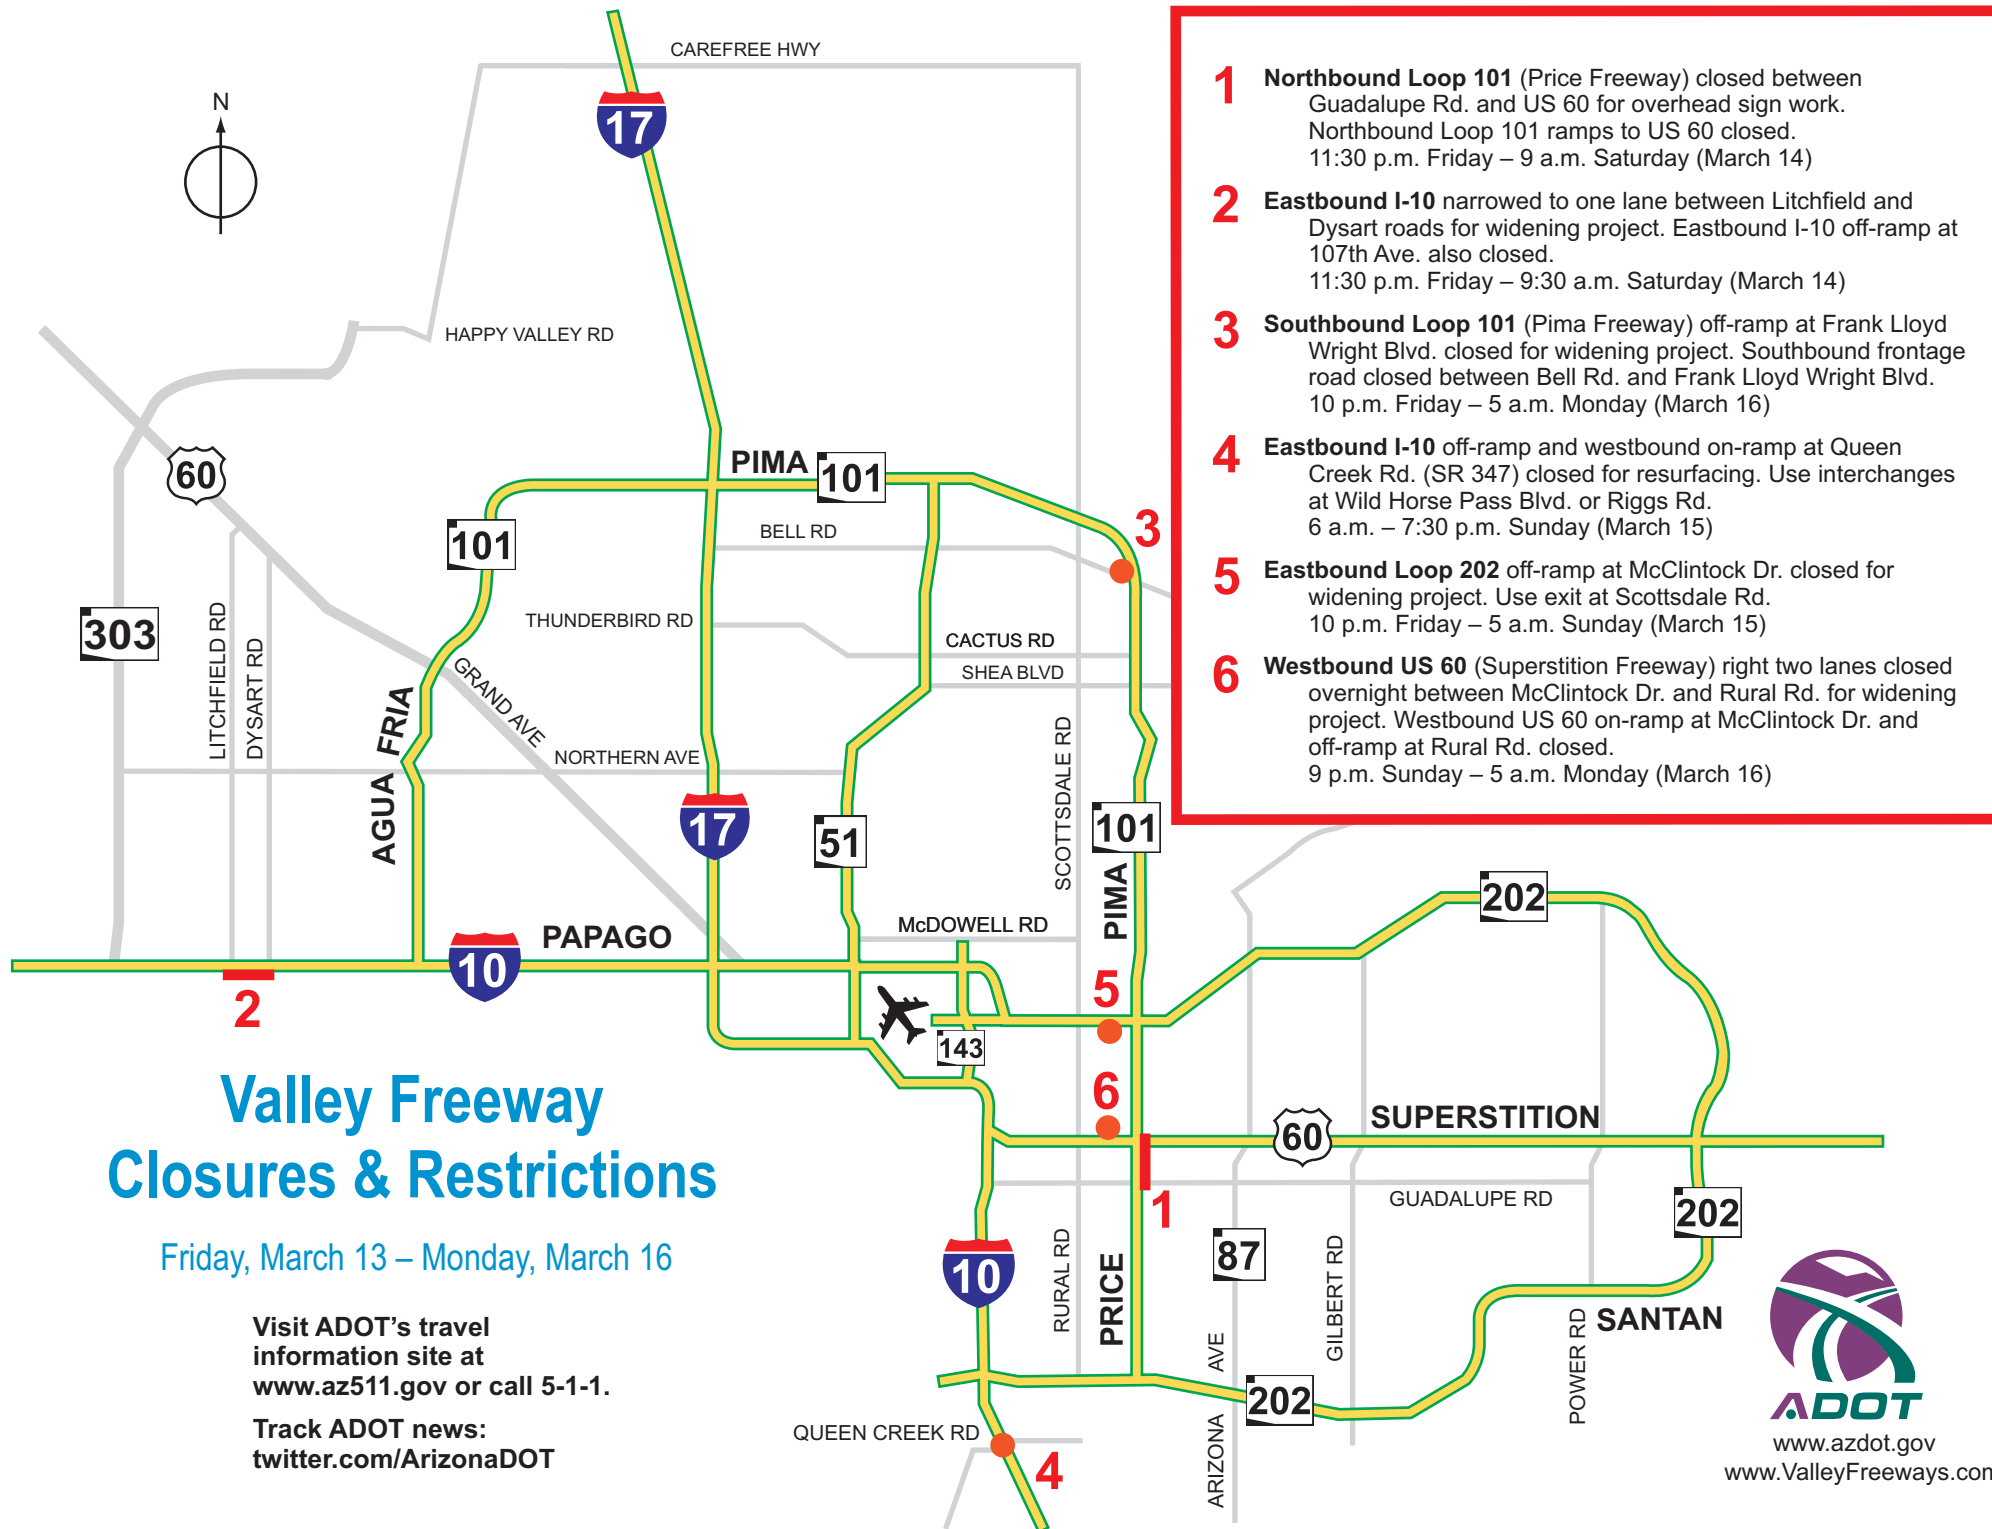 CAREFREE HWY
N
17
HAPPY VALLEY RD
60
PIMA
101
101
BELL RD
3
303
LITCHFIELD RD
DYSART RD
THUNDERBIRD RD
CACTUS RD
SHEA BLVD
GRAND AVE
AGUA FRIA
NORTHERN AVE
SCOTTSDALE RD
17
51
101
PIMA
202
McDOWELL RD
PAPAGO
10
2
5
143
6
SUPERSTITION
60
GUADALUPE RD
1
202
87
10
RURAL RD
PRICE
GILBERT RD
ARIZONA AVE
POWER RD
SANTAN
202
QUEEN CREEK RD
4
1 Northbound Loop 101 (Price Freeway) closed between
Guadalupe Rd. and US 60 for overhead sign work.
Northbound Loop 101 ramps to US 60 closed.
11:30 p.m. Friday – 9 a.m. Saturday (March 14)
2 Eastbound I-10 narrowed to one lane between Litchfield and
Dysart roads for widening project. Eastbound I-10 off-ramp at
107th Ave. also closed.
11:30 p.m. Friday – 9:30 a.m. Saturday (March 14)
3 Southbound Loop 101 (Pima Freeway) off-ramp at Frank Lloyd
Wright Blvd. closed for widening project. Southbound frontage
road closed between Bell Rd. and Frank Lloyd Wright Blvd.
10 p.m. Friday – 5 a.m. Monday (March 16)
4 Eastbound I-10 off-ramp and westbound on-ramp at Queen
Creek Rd. (SR 347) closed for resurfacing. Use interchanges
at Wild Horse Pass Blvd. or Riggs Rd.
6 a.m. – 7:30 p.m. Sunday (March 15)
5 Eastbound Loop 202 off-ramp at McClintock Dr. closed for
widening project. Use exit at Scottsdale Rd.
10 p.m. Friday – 5 a.m. Sunday (March 15)
6 Westbound US 60 (Superstition Freeway) right two lanes closed
overnight between McClintock Dr. and Rural Rd. for widening
project. Westbound US 60 on-ramp at McClintock Dr. and
off-ramp at Rural Rd. closed.
9 p.m. Sunday – 5 a.m. Monday (March 16)
Valley Freeway
Closures & Restrictions
Friday, March 13 – Monday, March 16
Visit ADOT's travel
information site at
www.az511.gov or call 5-1-1.
Track ADOT news:
twitter.com/ArizonaDOT
ADOT
www.azdot.gov
www.ValleyFreeways.com